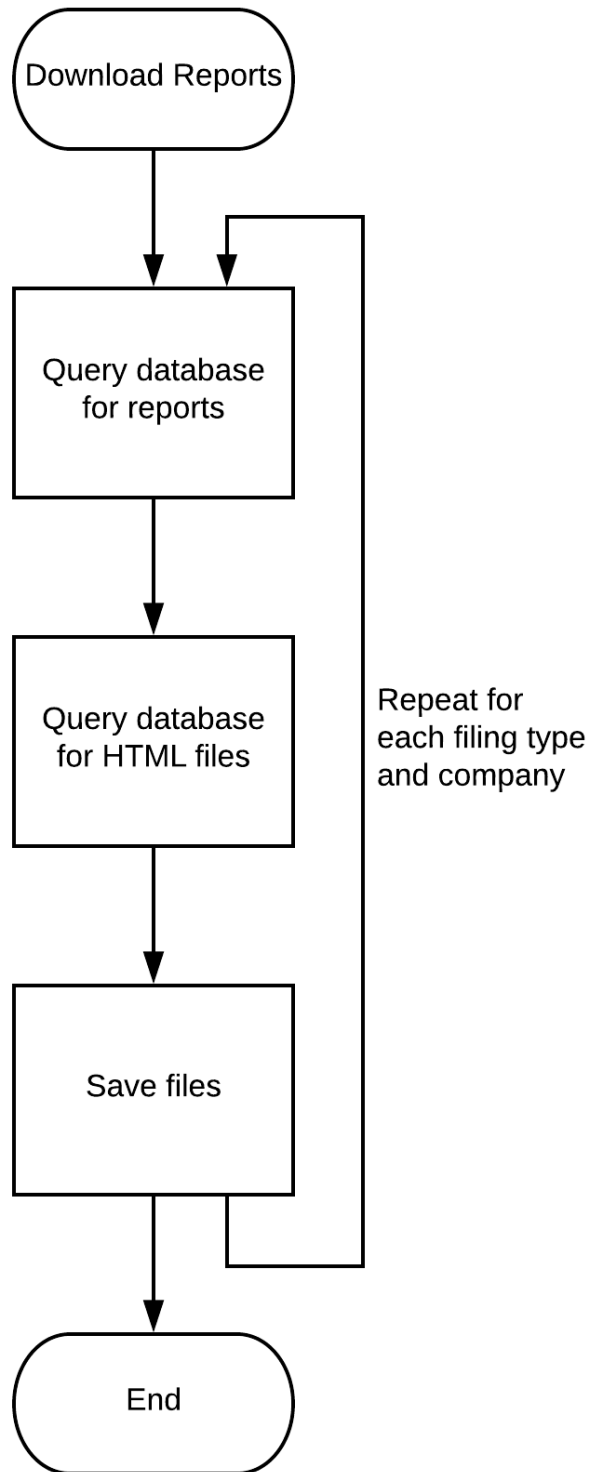 Download Reports
Query database
for reports
Query database
for HTML files
Repeat for
each filing type
and company
Save files
End